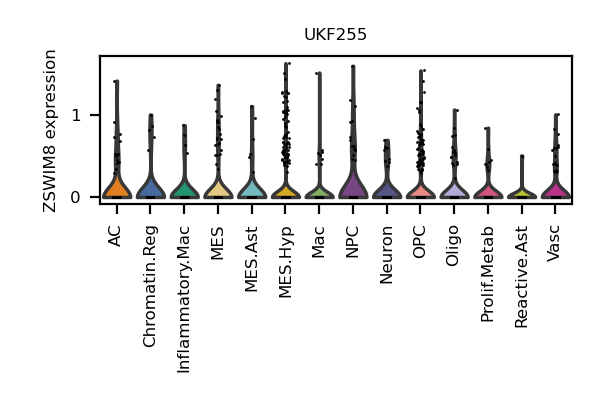 UKF255
ZSWIM8 expression
1
0
AC
Chromatin.Reg
Inflammatory.Mac
MES
MES.Ast
MES.Hyp
Mac
NPC
Neuron
OPC
Oligo
Prolif.Metab
Reactive.Ast
Vasc